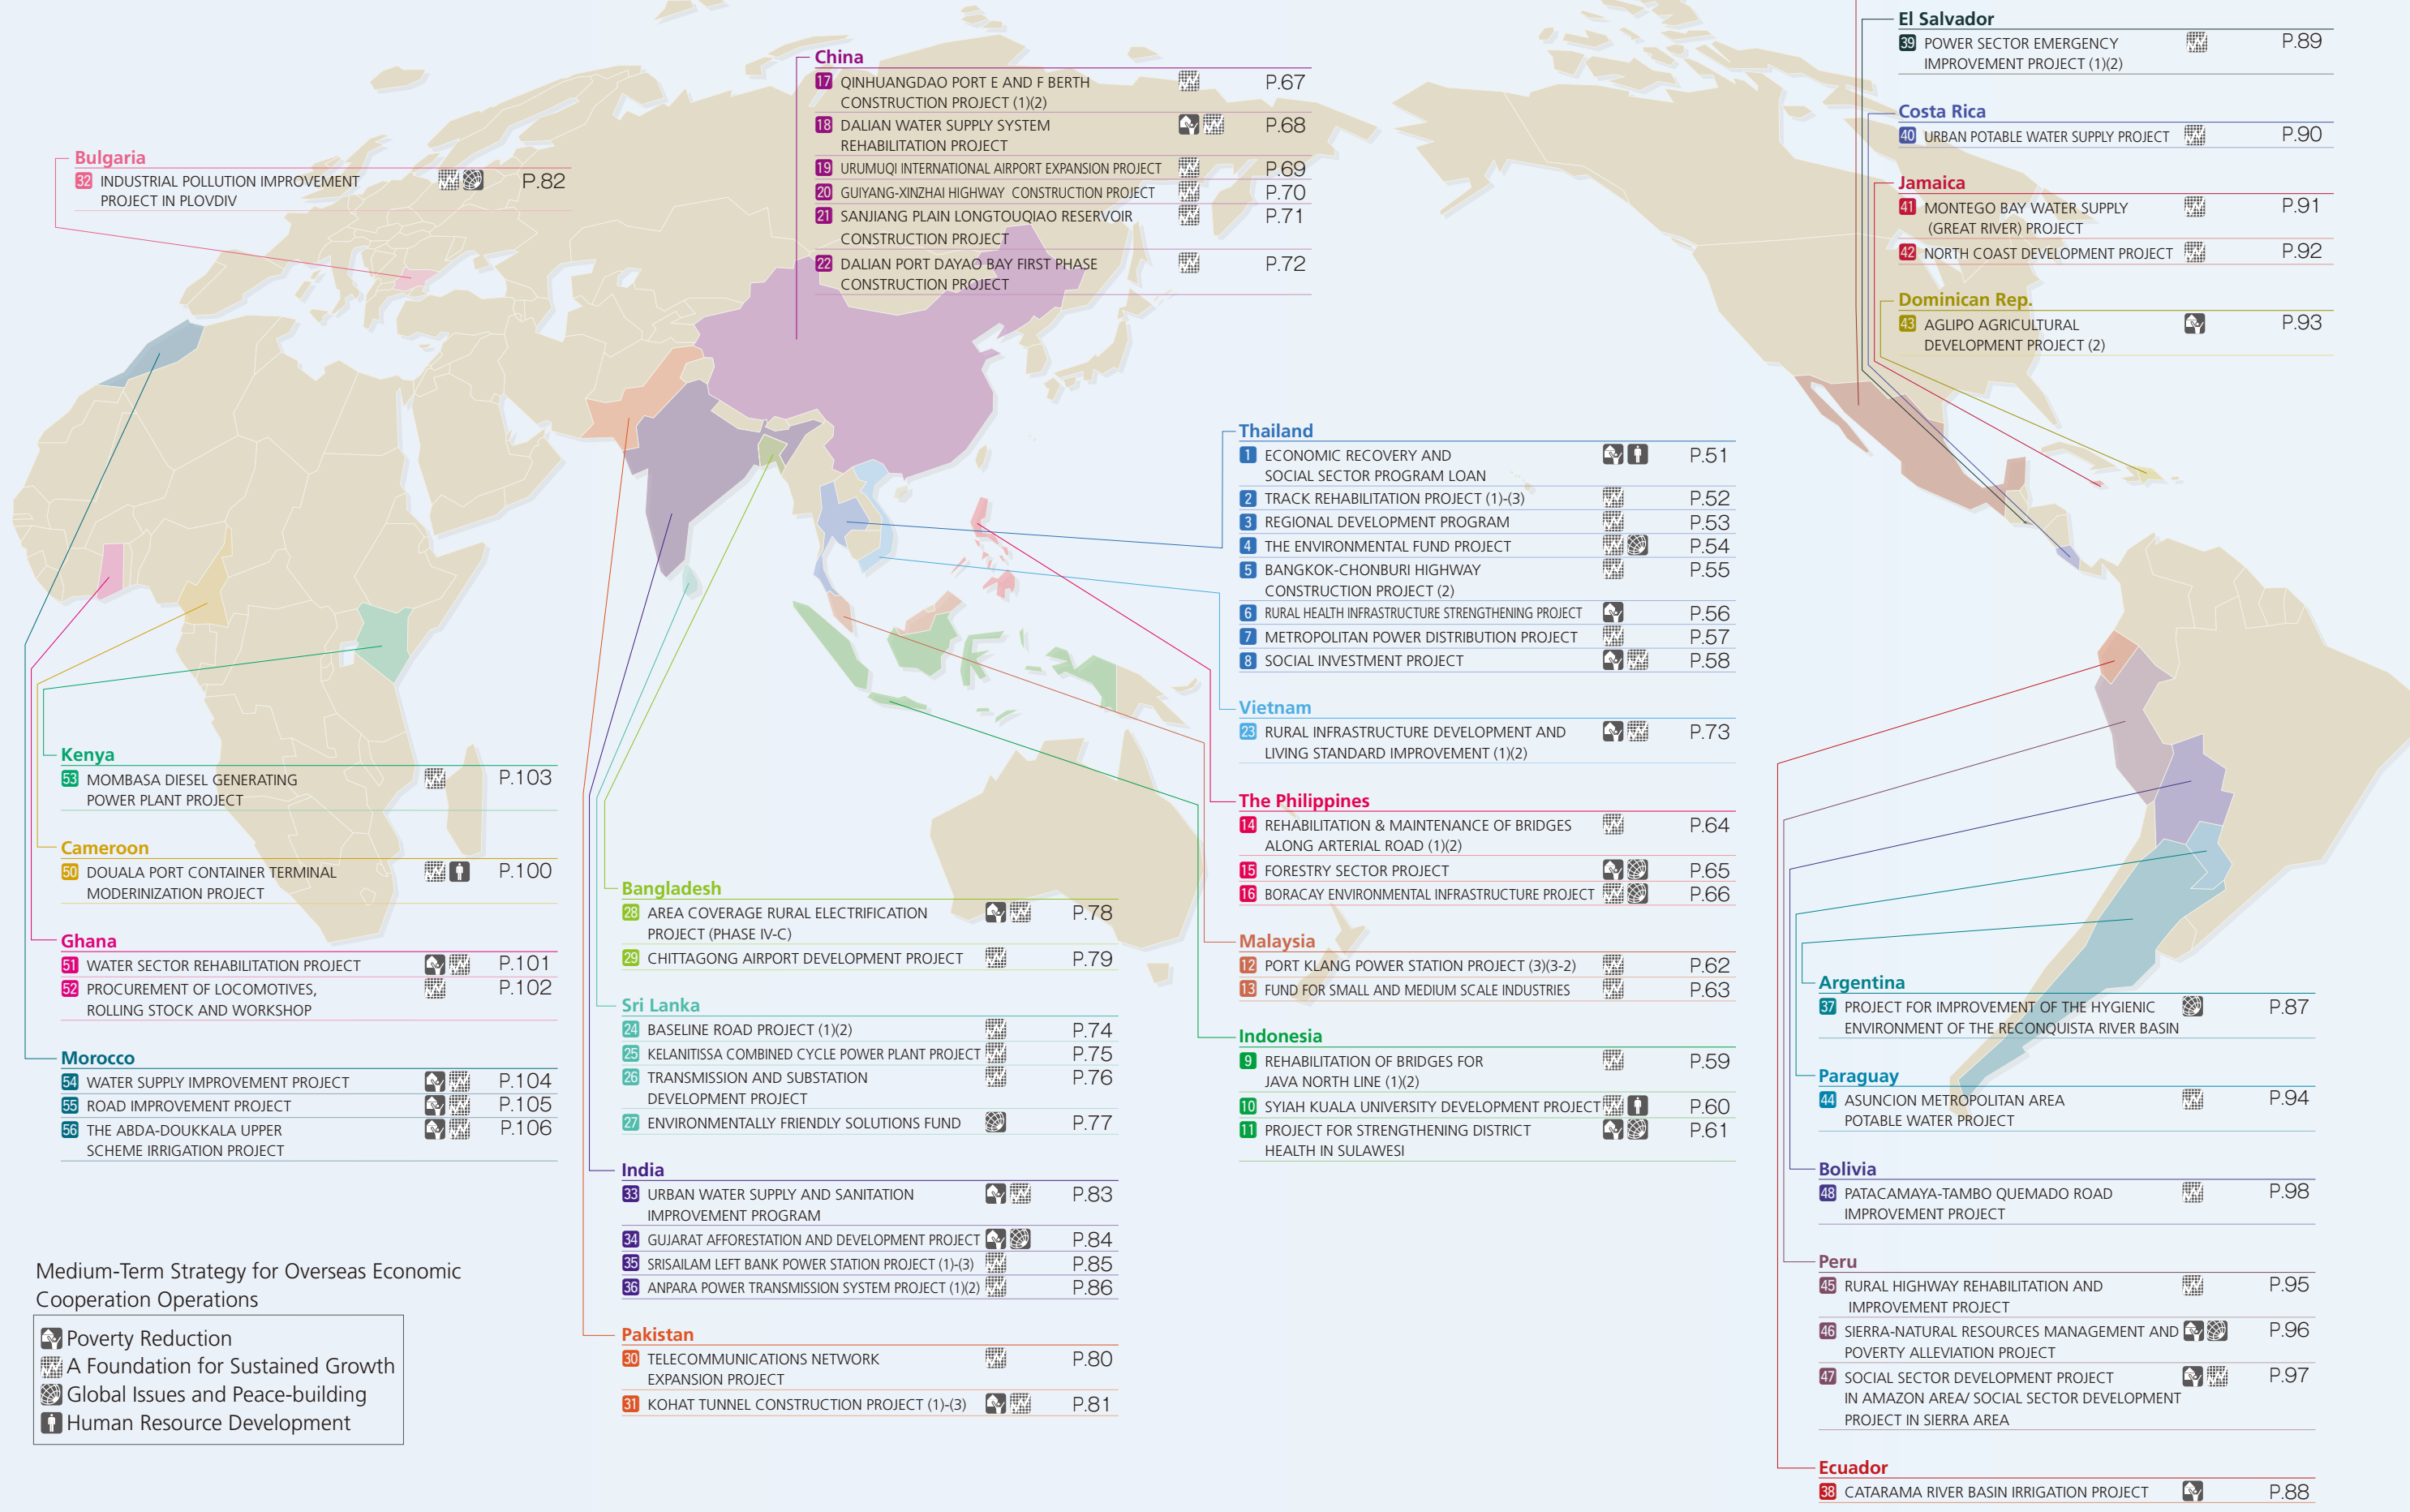 Bulgaria
32 INDUSTRIAL POLLUTION IMPROVEMENT P.82
PROJECT IN PLOVDIV
China
17 QINHUANGDAO PORT E AND F BERTH P.67
CONSTRUCTION PROJECT (1)(2)
18 DALIAN WATER SUPPLY SYSTEM P.68
REHABILITATION PROJECT
19 URUMUQI INTERNATIONAL AIRPORT EXPANSION PROJECT P.69
20 GUIYANG-XINZHAI HIGHWAY CONSTRUCTION PROJECT P.70
21 SANJIANG PLAIN LONGTOUQIAO RESERVOIR P.71
CONSTRUCTION PROJECT
22 DALIAN PORT DAYAO BAY FIRST PHASE P.72
CONSTRUCTION PROJECT
El Salvador
39 POWER SECTOR EMERGENCY P.89
IMPROVEMENT PROJECT (1)(2)
Costa Rica
40 URBAN POTABLE WATER SUPPLY PROJECT P.90
Jamaica
41 MONTEGO BAY WATER SUPPLY P.91
(GREAT RIVER) PROJECT
42 NORTH COAST DEVELOPMENT PROJECT P.92
Dominican Rep.
43 AGLIPO AGRICULTURAL P.93
DEVELOPMENT PROJECT (2)
Thailand
1 ECONOMIC RECOVERY AND P.51
SOCIAL SECTOR PROGRAM LOAN
2 TRACK REHABILITATION PROJECT (1)-(3) P.52
3 REGIONAL DEVELOPMENT PROGRAM P.53
4 THE ENVIRONMENTAL FUND PROJECT P.54
5 BANGKOK-CHONBURI HIGHWAY P.55
CONSTRUCTION PROJECT (2)
6 RURAL HEALTH INFRASTRUCTURE STRENGTHENING PROJECT P.56
7 METROPOLITAN POWER DISTRIBUTION PROJECT P.57
8 SOCIAL INVESTMENT PROJECT P.58
Vietnam
23 RURAL INFRASTRUCTURE DEVELOPMENT AND P.73
LIVING STANDARD IMPROVEMENT (1)(2)
The Philippines
14 REHABILITATION & MAINTENANCE OF BRIDGES P.64
ALONG ARTERIAL ROAD (1)(2)
15 FORESTRY SECTOR PROJECT P.65
16 BORACAY ENVIRONMENTAL INFRASTRUCTURE PROJECT P.66
Malaysia
12 PORT KLANG POWER STATION PROJECT (3)(3-2) P.62
13 FUND FOR SMALL AND MEDIUM SCALE INDUSTRIES P.63
Indonesia
9 REHABILITATION OF BRIDGES FOR P.59
JAVA NORTH LINE (1)(2)
10 SYIAH KUALA UNIVERSITY DEVELOPMENT PROJECT P.60
11 PROJECT FOR STRENGTHENING DISTRICT P.61
HEALTH IN SULAWESI
Kenya
53 MOMBASA DIESEL GENERATING P.103
POWER PLANT PROJECT
Cameroon
50 DOUALA PORT CONTAINER TERMINAL P.100
MODERINIZATION PROJECT
Ghana
51 WATER SECTOR REHABILITATION PROJECT P.101
52 PROCUREMENT OF LOCOMOTIVES, P.102
ROLLING STOCK AND WORKSHOP
Morocco
54 WATER SUPPLY IMPROVEMENT PROJECT P.104
55 ROAD IMPROVEMENT PROJECT P.105
56 THE ABDA-DOUKKALA UPPER P.106
SCHEME IRRIGATION PROJECT
Bangladesh
28 AREA COVERAGE RURAL ELECTRIFICATION P.78
PROJECT (PHASE IV-C)
29 CHITTAGONG AIRPORT DEVELOPMENT PROJECT P.79
Sri Lanka
24 BASELINE ROAD PROJECT (1)(2) P.74
25 KELANITISSA COMBINED CYCLE POWER PLANT PROJECT P.75
26 TRANSMISSION AND SUBSTATION P.76
DEVELOPMENT PROJECT
27 ENVIRONMENTALLY FRIENDLY SOLUTIONS FUND P.77
India
33 URBAN WATER SUPPLY AND SANITATION P.83
IMPROVEMENT PROGRAM
34 GUJARAT AFFORESTATION AND DEVELOPMENT PROJECT P.84
35 SRISAILAM LEFT BANK POWER STATION PROJECT (1)-(3) P.85
36 ANPARA POWER TRANSMISSION SYSTEM PROJECT (1)(2) P.86
Pakistan
30 TELECOMMUNICATIONS NETWORK P.80
EXPANSION PROJECT
31 KOHAT TUNNEL CONSTRUCTION PROJECT (1)-(3) P.81
Argentina
37 PROJECT FOR IMPROVEMENT OF THE HYGIENIC P.87
ENVIRONMENT OF THE RECONQUISTA RIVER BASIN
Paraguay
44 ASUNCION METROPOLITAN AREA P.94
POTABLE WATER PROJECT
Bolivia
48 PATACAMAYA-TAMBO QUEMADO ROAD P.98
IMPROVEMENT PROJECT
Peru
45 RURAL HIGHWAY REHABILITATION AND P.95
IMPROVEMENT PROJECT
46 SIERRA-NATURAL RESOURCES MANAGEMENT AND P.96
POVERTY ALLEVIATION PROJECT
47 SOCIAL SECTOR DEVELOPMENT PROJECT P.97
IN AMAZON AREA/ SOCIAL SECTOR DEVELOPMENT
PROJECT IN SIERRA AREA
Ecuador
38 CATARAMA RIVER BASIN IRRIGATION PROJECT P.88
Medium-Term Strategy for Overseas Economic
Cooperation Operations
Poverty Reduction
A Foundation for Sustained Growth
Global Issues and Peace-building
Human Resource Development